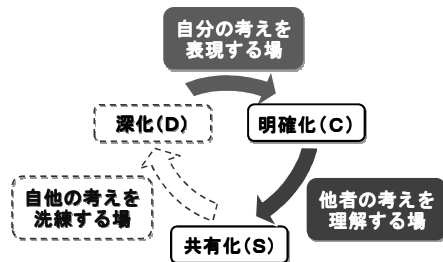 自分の考えを
表現する場
深化（D）
明確化（C）
自他の考えを
洗練する場
他者の考えを
理解する場
共有化（S）